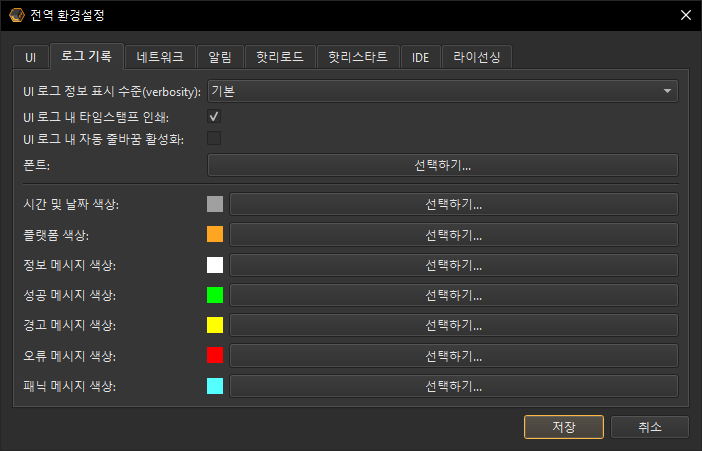 전역 환경설정
UI 로그 기록 네트워크 알림 핫리로드 핫리스타트 IDE 라이선싱
UI 로그 정보 표시 수준(verbosity): 기본
UI 로그 내 타임스탬프 인쇄:
UI 로그 내 자동 줄바꿈 활성화:
폰트: 선택하기...
시간 및 날짜 색상: 선택하기...
플랫폼 색상: 선택하기...
정보 메시지 색상: 선택하기...
성공 메시지 색상: 선택하기...
경고 메시지 색상: 선택하기...
오류 메시지 색상: 선택하기...
패닉 메시지 색상: 선택하기...
저장 취소